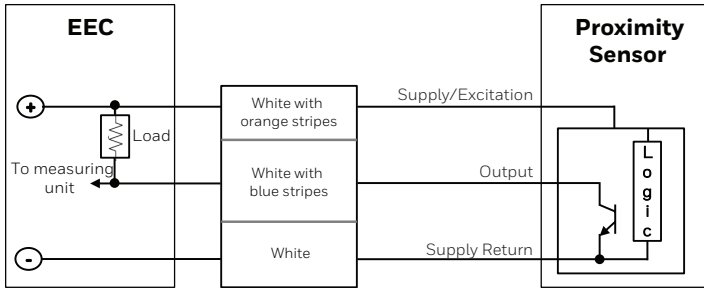 EEC
Proximity
Sensor
+
White with
orange stripes
Supply/Excitation
Load
To measuring
unit
White with
blue stripes
Output
Logic
-
White
Supply Return